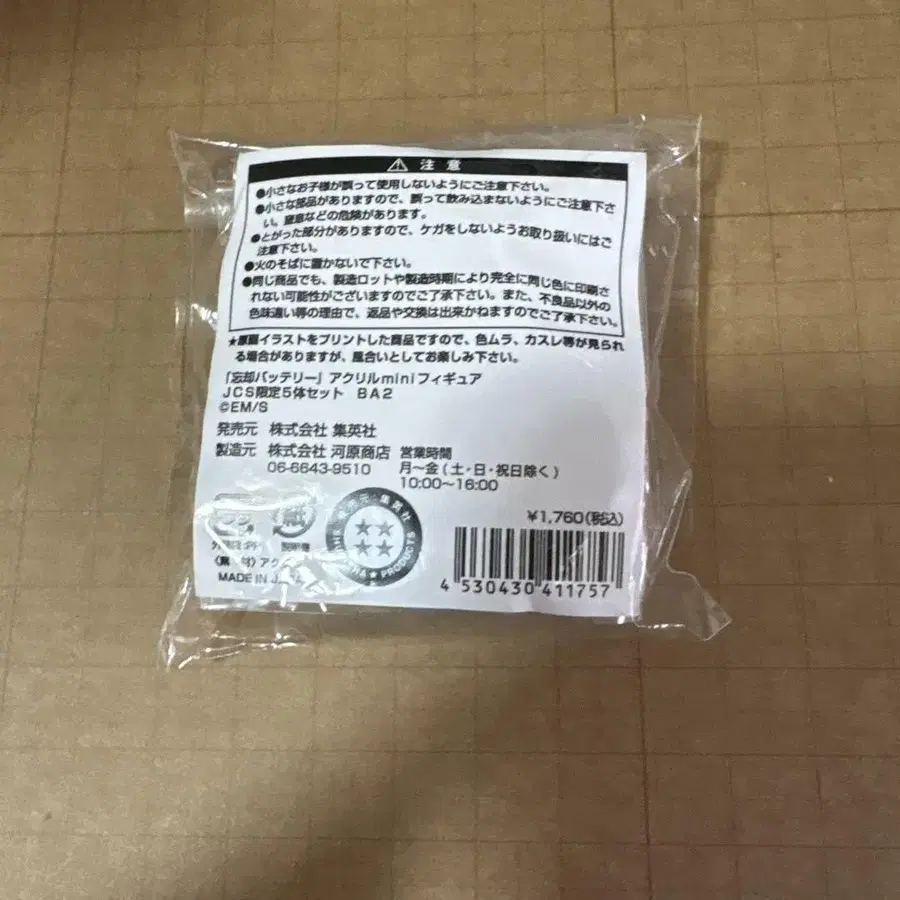 ⚠ 注意
●小さなお子様が誤って使用しないようにご注意下さい。
●小さな部品がありますので、誤って飲み込まないようにご注意下さ
い。窒息などの危険があります。
●とがった部分がありますので、ケガをしないようお取り扱いにはご
注意下さい。
●火のそばに置かないで下さい。
●同じ商品でも、製造ロットや製造時期により完全に同じ色に印刷さ
れない可能性がございますのでご了承下さい。また、不良品以外の
色味違い等の理由で、返品や交換は出来かねますのでご了承下さい。
★原画イラストをプリントした商品ですので、色ムラ、カスレ等が見られ
る場合がありますが、風合いとしてお楽しみ下さい。
「忘却バッテリー」アクリルminiフィギュア
JCS限定5体セット BA2
©EM/S
発売元 株式会社 集英社
製造元 株式会社 河原商店
06-6643-9510
営業時間
月～金(土・日・祝日除く)
10:00～16:00
¥1,760(税込)
紙
発売元・集英社
PRODUCTS
MADE IN
4 530430 411757